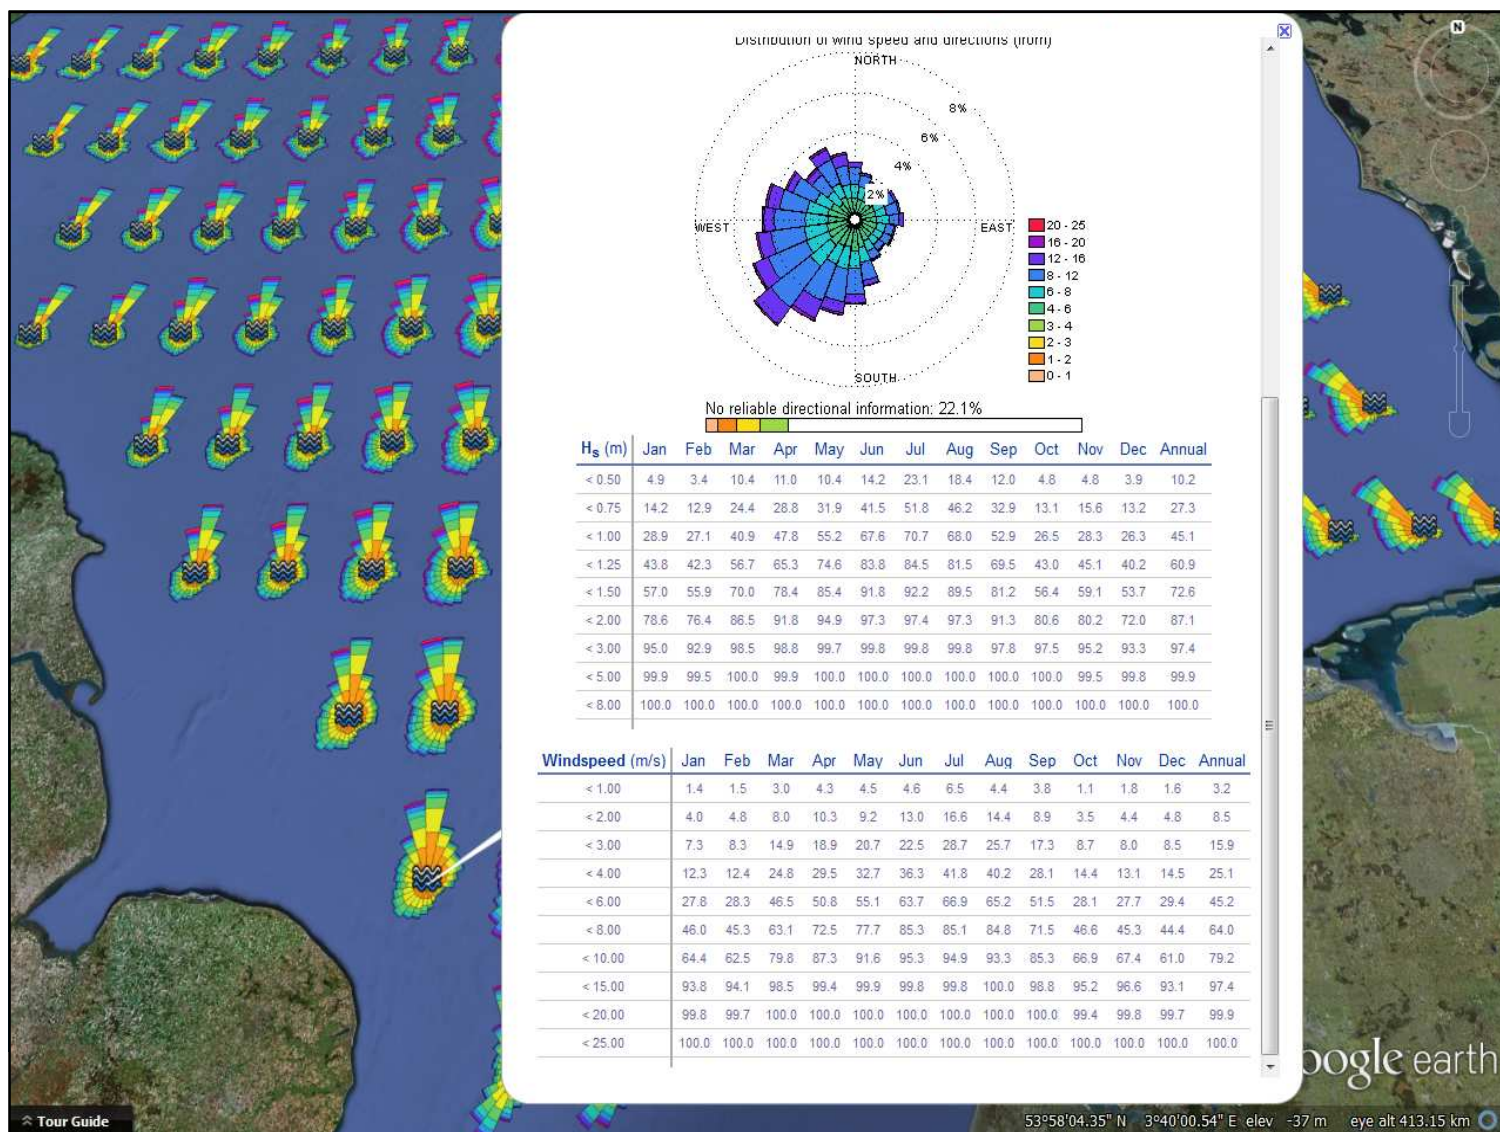 Distribution of wind speed and directions (from)
N
NORTH
8%
6%
4%
2%
WEST
EAST
SOUTH
20 - 25
16 - 20
12 - 16
8 - 12
6 - 8
4 - 6
3 - 4
2 - 3
1 - 2
0 - 1
No reliable directional information: 22.1%
Hs (m) Jan Feb Mar Apr May Jun Jul Aug Sep Oct Nov Dec Annual
< 0.50 4.9 3.4 10.4 11.0 10.4 14.2 23.1 18.4 12.0 4.8 4.8 3.9 10.2
< 0.75 14.2 12.9 24.4 28.8 31.9 41.5 51.8 46.2 32.9 13.1 15.6 13.2 27.3
< 1.00 28.9 27.1 40.9 47.8 55.2 67.6 70.7 68.0 52.9 26.5 28.3 26.3 45.1
< 1.25 43.8 42.3 56.7 65.3 74.6 83.8 84.5 81.5 69.5 43.0 45.1 40.2 60.9
< 1.50 57.0 55.9 70.0 78.4 85.4 91.8 92.2 89.5 81.2 56.4 59.1 53.7 72.6
< 2.00 78.6 76.4 86.5 91.8 94.9 97.3 97.4 97.3 91.3 80.6 80.2 72.0 87.1
< 3.00 95.0 92.9 98.5 98.8 99.7 99.8 99.8 99.8 97.8 97.5 95.2 93.3 97.4
< 5.00 99.9 99.5 100.0 99.9 100.0 100.0 100.0 100.0 100.0 100.0 99.5 99.8 99.9
< 8.00 100.0 100.0 100.0 100.0 100.0 100.0 100.0 100.0 100.0 100.0 100.0 100.0 100.0
Windspeed (m/s) Jan Feb Mar Apr May Jun Jul Aug Sep Oct Nov Dec Annual
< 1.00 1.4 1.5 3.0 4.3 4.5 4.6 6.5 4.4 3.8 1.1 1.8 1.6 3.2
< 2.00 4.0 4.8 8.0 10.3 9.2 13.0 16.6 14.4 8.9 3.5 4.4 4.8 8.5
< 3.00 7.3 8.3 14.9 18.9 20.7 22.5 28.7 25.7 17.3 8.7 8.0 8.5 15.9
< 4.00 12.3 12.4 24.8 29.5 32.7 36.3 41.8 40.2 28.1 14.4 13.1 14.5 25.1
< 6.00 27.8 28.3 46.5 50.8 55.1 63.7 66.9 65.2 51.5 28.1 27.7 29.4 45.2
< 8.00 46.0 45.3 63.1 72.5 77.7 85.3 85.1 84.8 71.5 46.6 45.3 44.4 64.0
< 10.00 64.4 62.5 79.8 87.3 91.6 95.3 94.9 93.3 85.3 66.9 67.4 61.0 79.2
< 15.00 93.8 94.1 98.5 99.4 99.9 99.8 99.8 100.0 98.8 95.2 96.6 93.1 97.4
< 20.00 99.8 99.7 100.0 100.0 100.0 100.0 100.0 100.0 100.0 99.4 99.8 99.7 99.9
< 25.00 100.0 100.0 100.0 100.0 100.0 100.0 100.0 100.0 100.0 100.0 100.0 100.0 100.0
oogle earth
Tour Guide
53°58'04.35" N 3°40'00.54" E elev -37 m eye alt 413.15 km